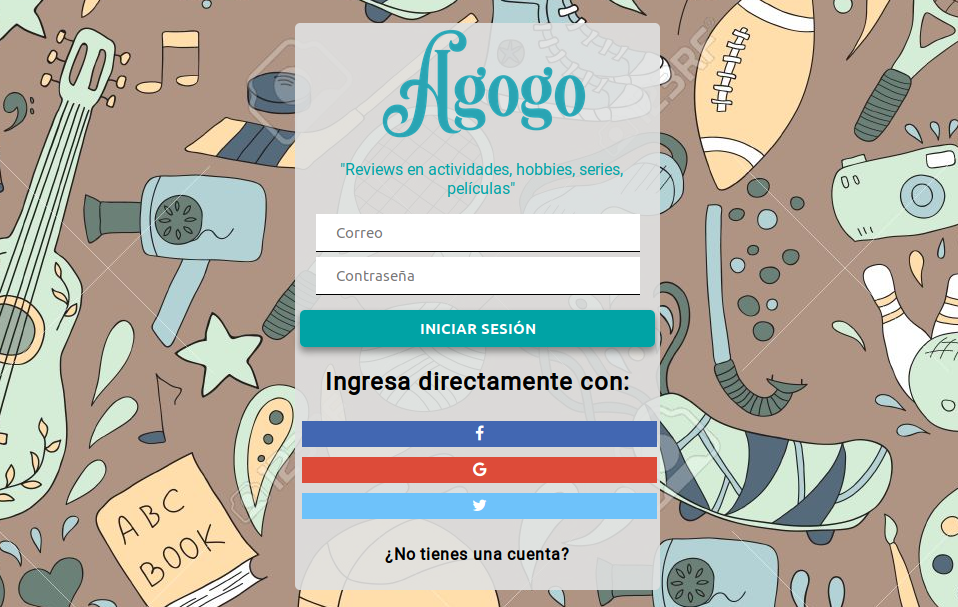 Agogo
"Reviews en actividades, hobbies, series,
películas"
Correo
Contraseña
INICIAR SESIÓN
Ingresa directamente con:
f
G
¿No tienes una cuenta?
ABC
BOOK